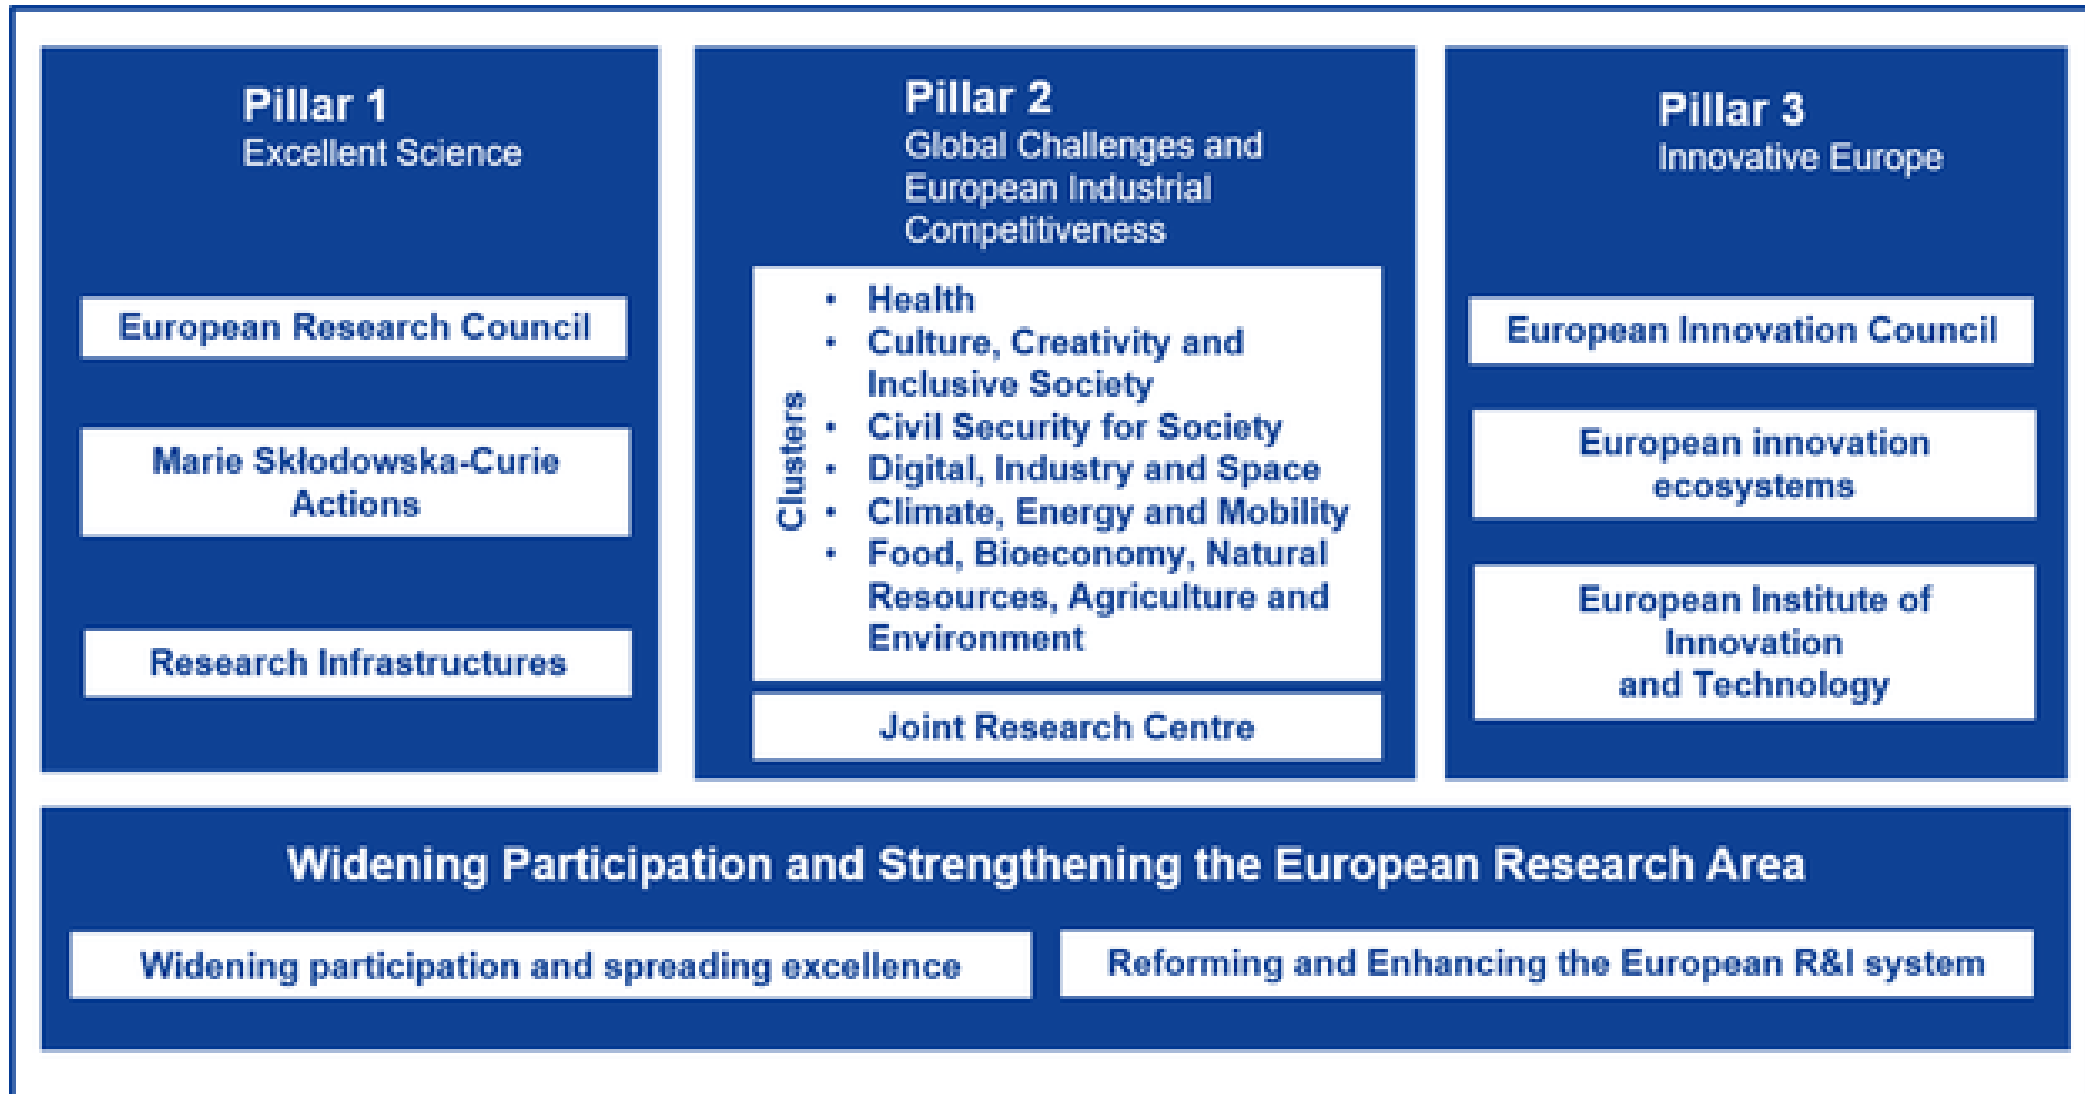 Pillar 1
Excellent Science
European Research Council
Marie Skłodowska-Curie
Actions
Research Infrastructures
Pillar 2
Global Challenges and
European Industrial
Competitiveness
Clusters
• Health
• Culture, Creativity and
Inclusive Society
• Civil Security for Society
• Digital, Industry and Space
• Climate, Energy and Mobility
• Food, Bioeconomy, Natural
Resources, Agriculture and
Environment
Joint Research Centre
Pillar 3
Innovative Europe
European Innovation Council
European innovation
ecosystems
European Institute of
Innovation
and Technology
Widening Participation and Strengthening the European Research Area
Widening participation and spreading excellence
Reforming and Enhancing the European R&I system